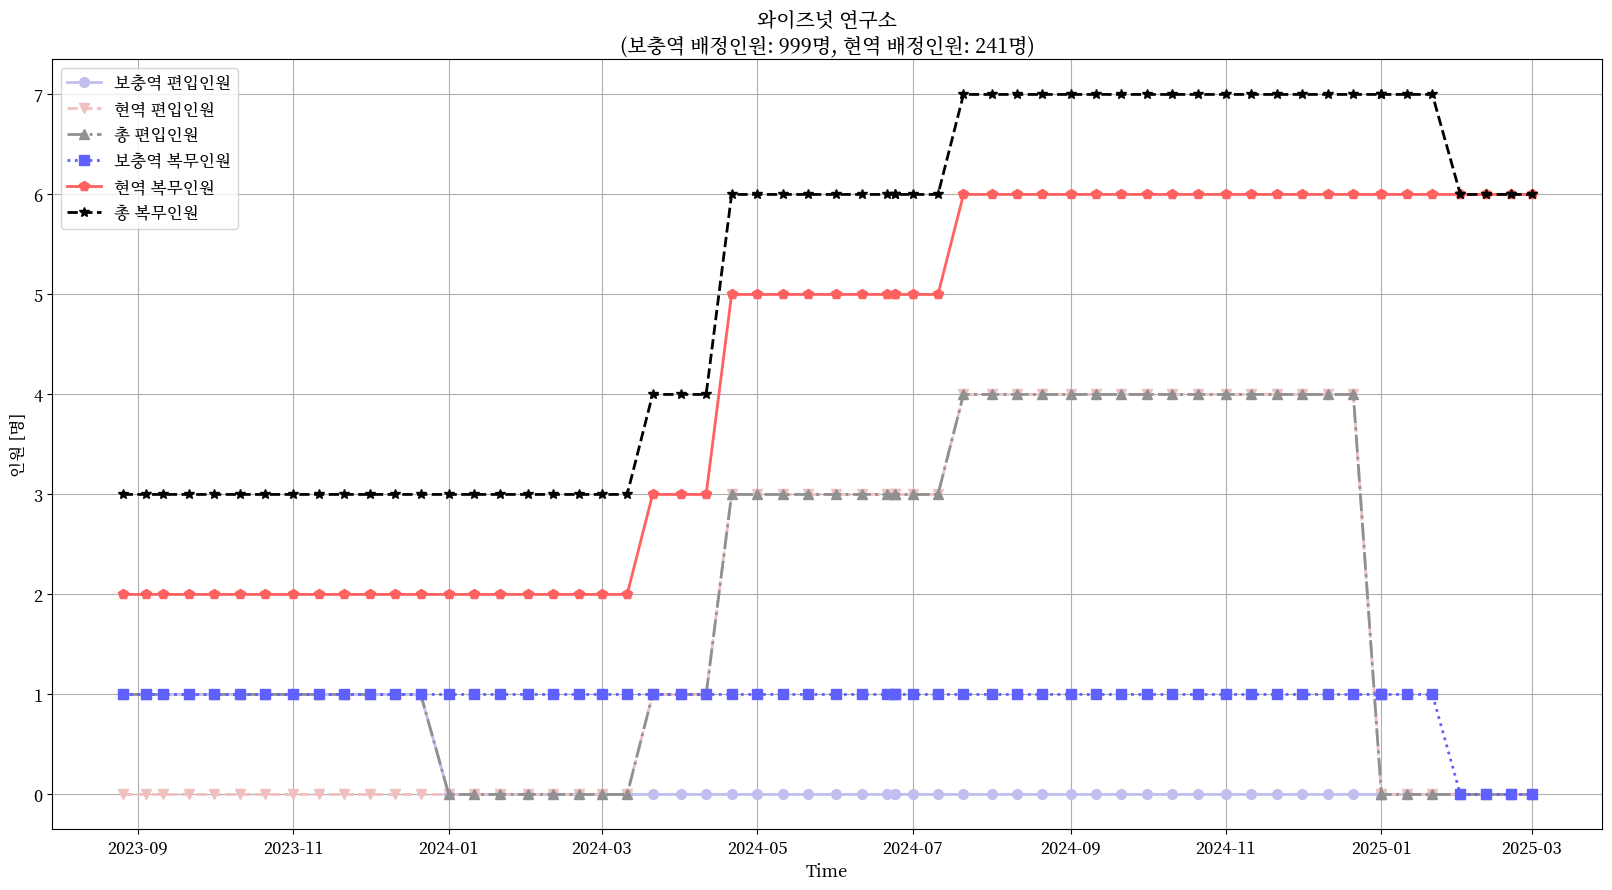 와이즈넛 연구소
(보충역 배정인원: 999명, 현역 배정인원: 241명)
보충역 편입인원
현역 편입인원
총 편입인원
보충역 복무인원
현역 복무인원
총 복무인원
7
6
5
4
3
2
1
0
인원 [명]
2023-09
2023-11
2024-01
2024-03
2024-05
2024-07
2024-09
2024-11
2025-01
2025-03
Time